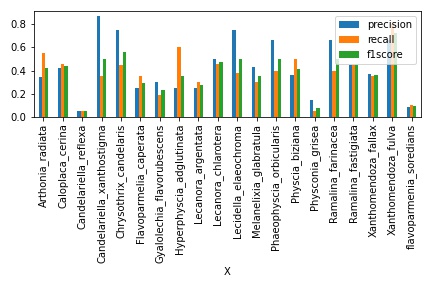 0.8
0.6
0.4
0.2
0.0
precision
recall
f1score
Arthonia_radiata
Caloplaca_cerina
Candelariella_reflexa
Candelariella_xanthostigma
Chrysothrix_candelaris
Flavoparmelia_caperata
Gyalolechia_flavorubescens
Hyperphyscia_adglutinata
Lecanora_argentata
Lecanora_chlarotera
Lecidella_elaeochroma
Melanelixia_glabratula
Phaeophyscia_orbicularis
Physcia_biziana
Physconia_grisea
Ramalina_farinacea
Ramalina_fastigiata
Xanthomendoza_fallax
Xanthomendoza_fulva
flavoparmenia_soredians
X